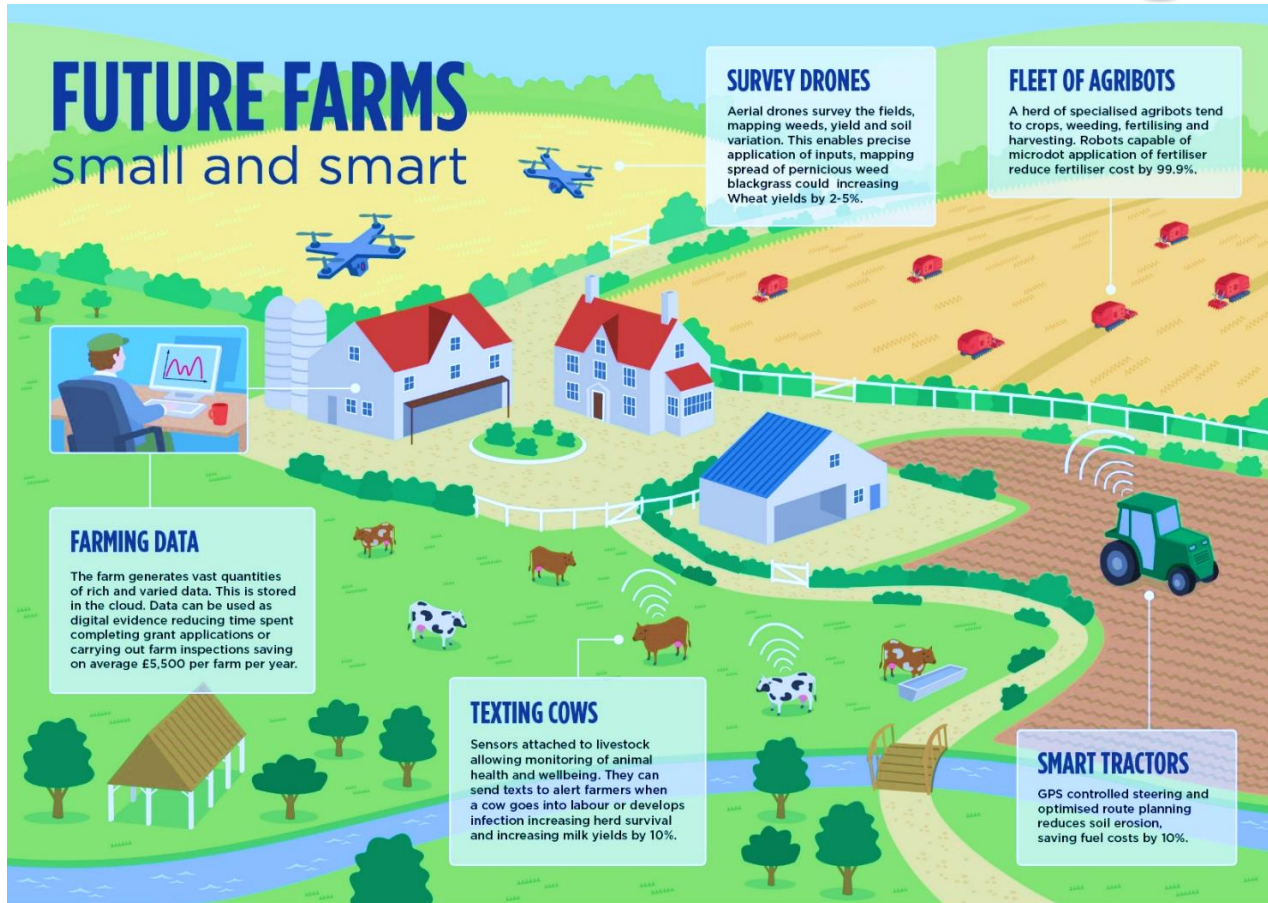 FUTURE FARMS
small and smart
SURVEY DRONES
Aerial drones survey the fields,
mapping weeds, yield and soil
variation. This enables precise
application of inputs, mapping
spread of pernicious weed
blackgrass could  increasing
Wheat yields by 2-5%.
FLEET OF AGRIBOTS
A herd of specialised agribots tend
to crops, weeding, fertilising and
harvesting. Robots capable of
microdot application of fertiliser
reduce fertiliser cost by 99.9%.
FARMING DATA
The farm generates vast quantities
of rich and varied data. This is stored
in the cloud. Data can be used as
digital evidence reducing time spent
completing grant applications or
carrying out farm inspections saving
on average £5,500 per farm per year.
TEXTING COWS
Sensors attached to livestock
allowing monitoring of animal
health and wellbeing. They can
send texts to alert farmers when
a cow goes into labour or develops
infection increasing herd survival
and increasing milk yields by 10%.
SMART TRACTORS
GPS controlled steering and
optimised route planning
reduces soil erosion,
saving fuel costs by 10%.